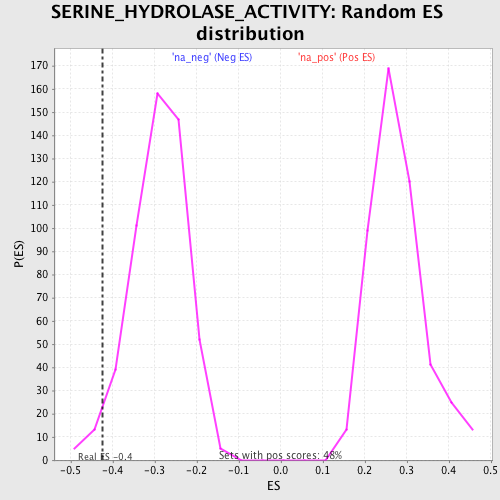 SERINE_HYDROLASE_ACTIVITY: Random ES
distribution
'na_neg' (Neg ES)
'na_pos' (Pos ES)
170
160
150
140
130
120
110
100
90
80
70
60
50
40
30
20
10
0
P(ES)
Real ES -0.4
Sets with pos scores: 48%
-0.5 -0.4 -0.3 -0.2 -0.1 0.0 0.1 0.2 0.3 0.4 0.5
ES